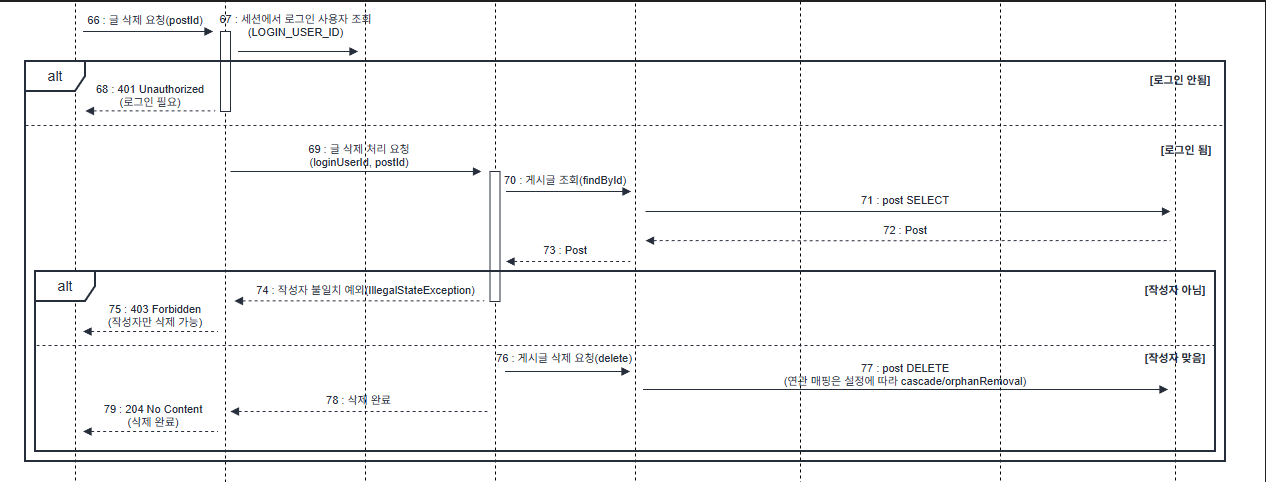 66 : 글 삭제 요청(postId)
67 : 세션에서 로그인 사용자 조회
(LOGIN_USER_ID)
alt
[로그인 안됨]
68 : 401 Unauthorized
(로그인 필요)
[로그인 됨]
69 : 글 삭제 처리 요청
(loginUserId, postId)
70 : 게시글 조회(findById)
71 : post SELECT
72 : Post
73 : Post
alt
[작성자 아님]
74 : 작성자 불일치 예외(IllegalStateException)
75 : 403 Forbidden
(작성자만 삭제 가능)
[작성자 맞음]
76 : 게시글 삭제 요청(delete)
77 : post DELETE
(연관 매핑은 설정에 따라 cascade/orphanRemoval)
78 : 삭제 완료
79 : 204 No Content
(삭제 완료)